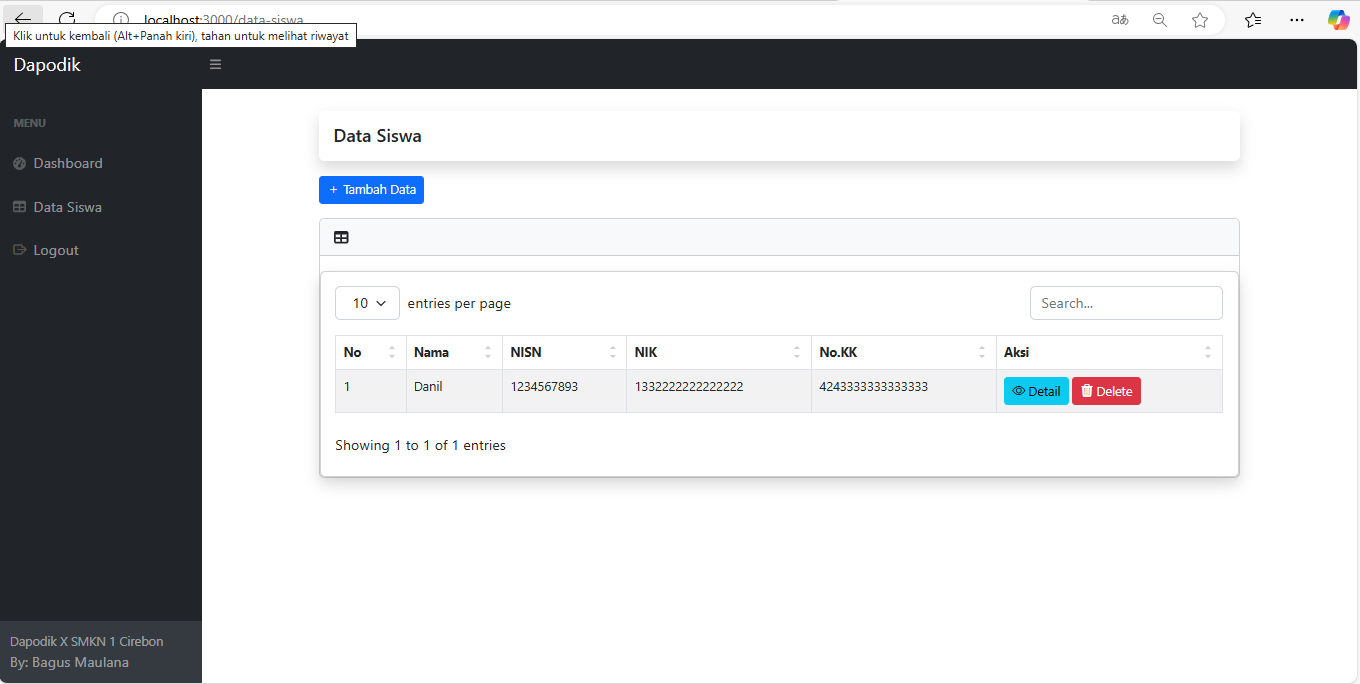 localhost:3000/data-siswa
aあ
Klik untuk kembali (Alt+Panah kiri), tahan untuk melihat riwayat
Dapodik
MENU
Dashboard
Data Siswa
Logout
Data Siswa
+ Tambah Data
10 entries per page
Search...
No Nama NISN NIK No.KK Aksi
1 Danil 1234567893 1332222222222222 4243333333333333 Detail Delete
Showing 1 to 1 of 1 entries
Dapodik X SMKN 1 Cirebon
By: Bagus Maulana